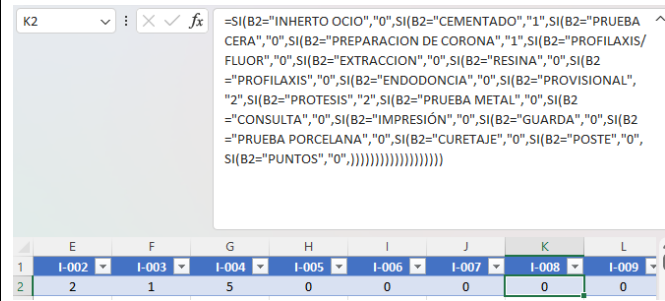 K2 fx =SI(B2="INHERTO OCIO","0",SI(B2="CEMENTADO","1",SI(B2="PRUEBA
CERA","0",SI(B2="PREPARACION DE CORONA","1",SI(B2="PROFILAXIS/
FLUOR","0",SI(B2="EXTRACCION","0",SI(B2="RESINA","0",SI(B2
="PROFILAXIS","0",SI(B2="ENDODONCIA","0",SI(B2="PROVISIONAL",
"2",SI(B2="PROTESIS","2",SI(B2="PRUEBA METAL","0",SI(B2
="CONSULTA","0",SI(B2="IMPRESIÓN","0",SI(B2="GUARDA","0",SI(B2
="PRUEBA PORCELANA","0",SI(B2="CURETAJE","0",SI(B2="POSTE","0",
SI(B2="PUNTOS","0",)))))))))))))))))))
E F G H I J K L
1 I-002 I-003 I-004 I-005 I-006 I-007 I-008 I-009
2 2 1 5 0 0 0 0 0